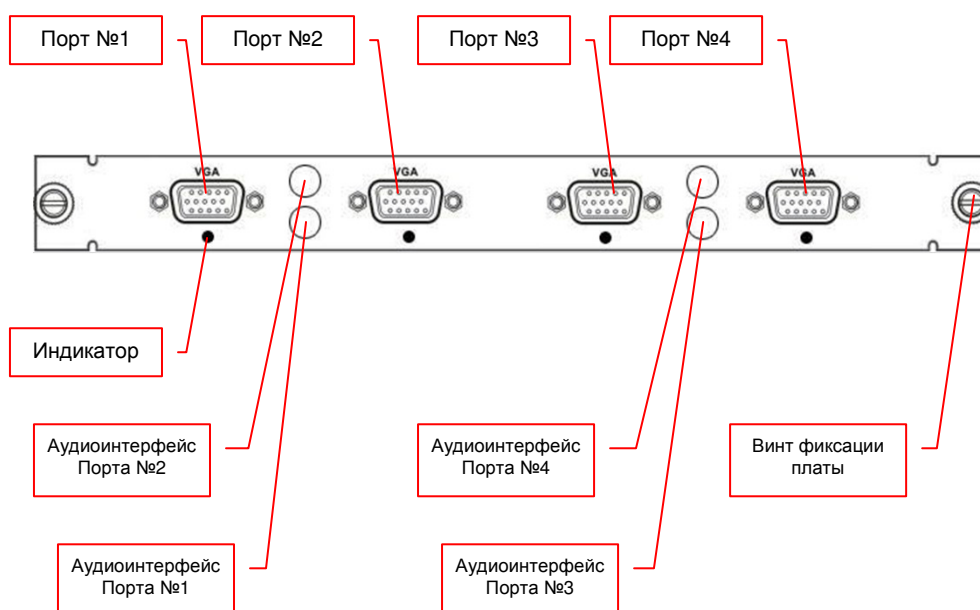 Порт №1
Порт №2
Порт №3
Порт №4
VGA
VGA
VGA
VGA
Индикатор
Аудиоинтерфейс
Порта №2
Аудиоинтерфейс
Порта №4
Винт фиксации
платы
Аудиоинтерфейс
Порта №1
Аудиоинтерфейс
Порта №3